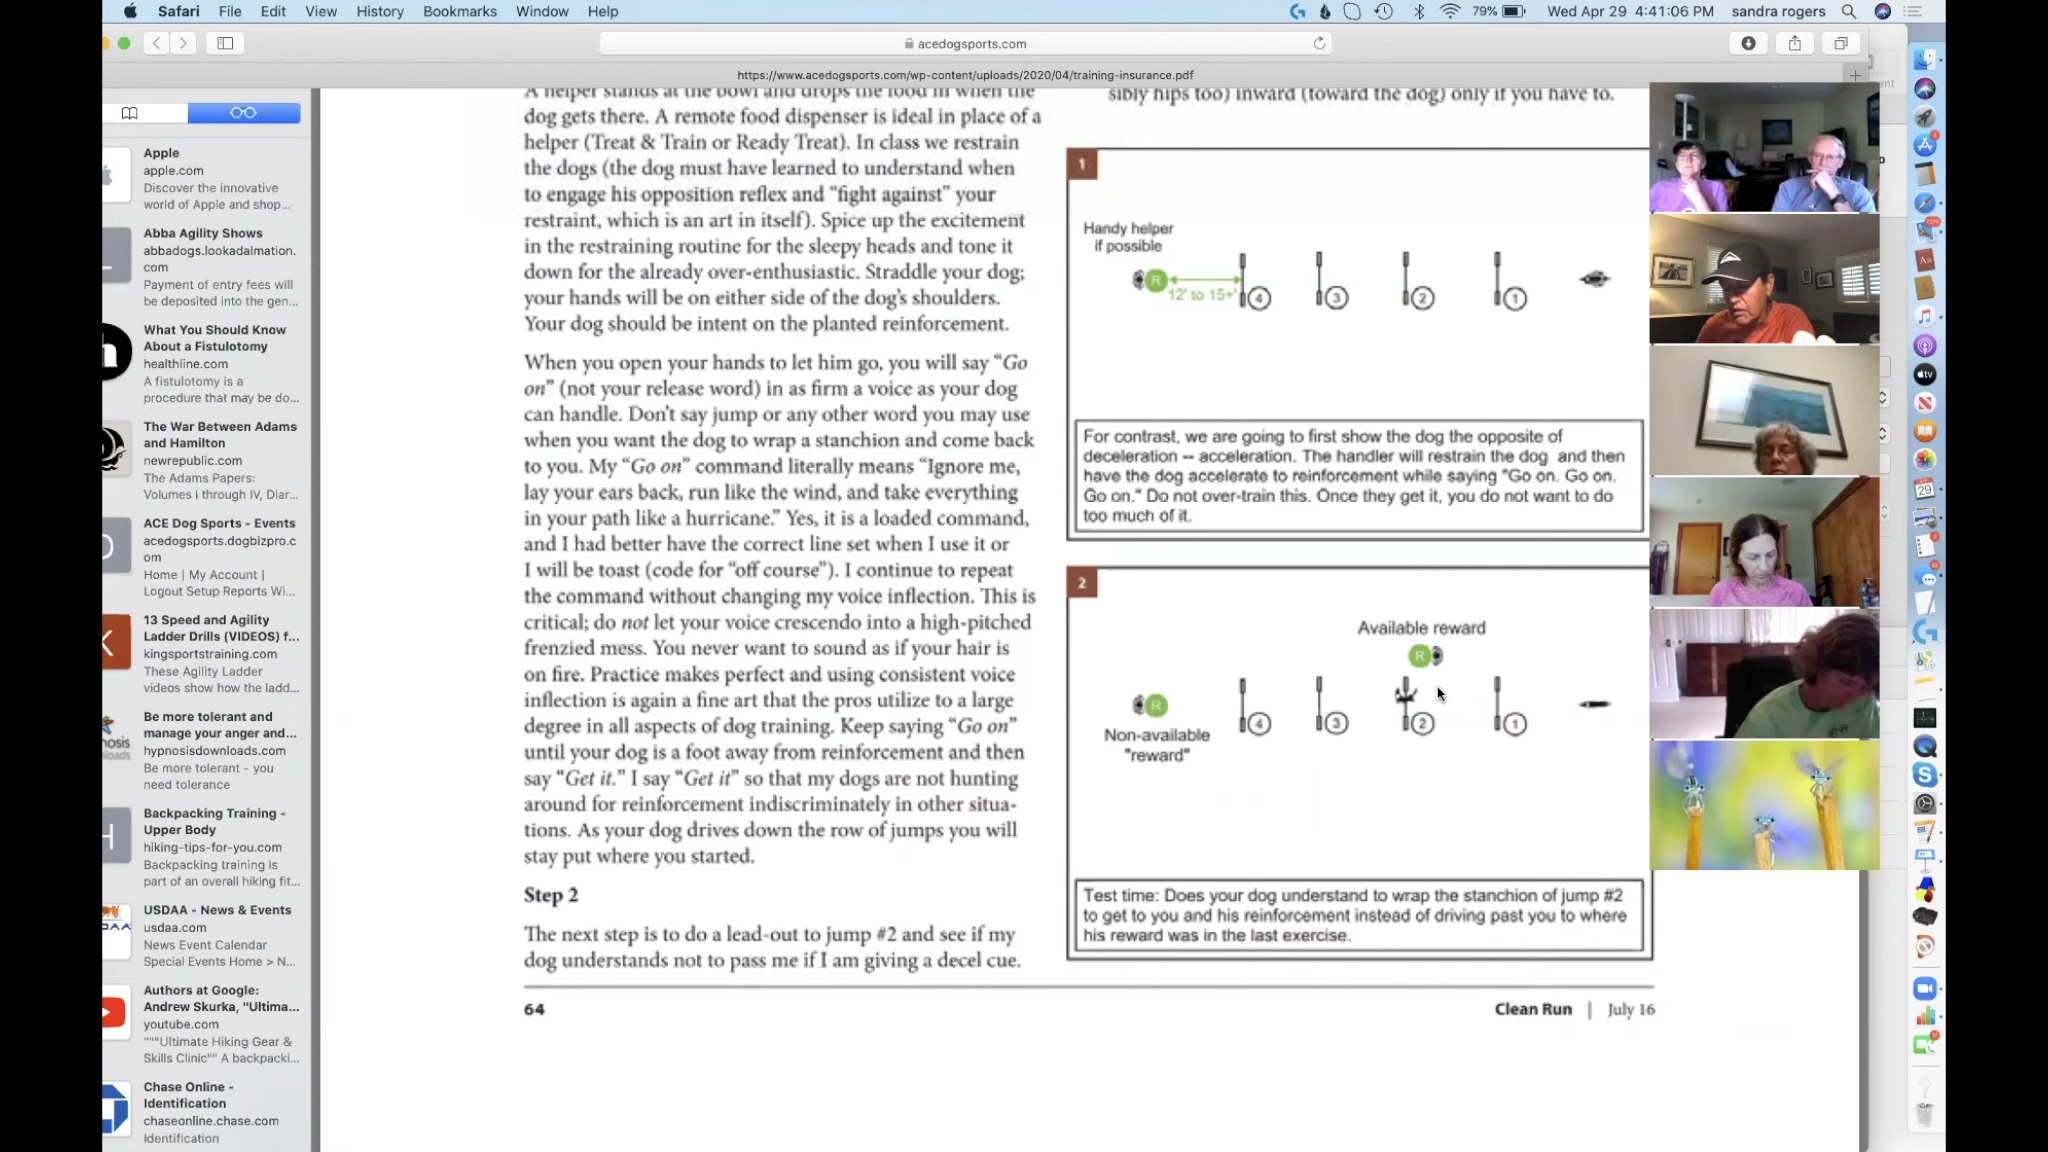 Safari File Edit View History Bookmarks Window Help
79% Wed Apr 29 4:41:06 PM sandra rogers
acedogsports.com
https://www.acedogsports.com/wp-content/uploads/2020/04/training-insurance.pdf
Apple
apple.com
Discover the innovative
world of Apple and shop...
Abba Agility Shows
abbadogs.lookadalmation.
com
Payment of entry fees will
be deposited into the gen...
What You Should Know
About a Fistulotomy
healthline.com
A fistulotomy is a
procedure that may be do...
The War Between Adams
and Hamilton
newrepublic.com
The Adams Papers:
Volumes i through IV, Diar...
ACE Dog Sports - Events
acedogsports.dogbizpro.c
om
Home | My Account |
Logout Setup Reports Wi...
13 Speed and Agility
Ladder Drills (VIDEOS) f...
kingsportstraining.com
These Agility Ladder
videos show how the ladd...
Be more tolerant and
manage your anger and...
hypnosisdownloads.com
Be more tolerant - you
need tolerance
Backpacking Training -
Upper Body
hiking-tips-for-you.com
Backpacking training is
part of an overall hiking fit...
USDAA - News & Events
usdaa.com
News Event Calendar
Special Events Home > N...
Authors at Google:
Andrew Skurka, "Ultima...
youtube.com
"""Ultimate Hiking Gear &
Skills Clinic"" A backpacki...
Chase Online -
Identification
chaseonline.chase.com
Identification
A helper stands at the bowl and drops the food in when the
dog gets there. A remote food dispenser is ideal in place of a
helper (Treat & Train or Ready Treat). In class we restrain
the dogs (the dog must have learned to understand when
to engage his opposition reflex and “fight against” your
restraint, which is an art in itself). Spice up the excitement
in the restraining routine for the sleepy heads and tone it
down for the already over-enthusiastic. Straddle your dog;
your hands will be on either side of the dog’s shoulders.
Your dog should be intent on the planted reinforcement.
When you open your hands to let him go, you will say “Go
on” (not your release word) in as firm a voice as your dog
can handle. Don’t say jump or any other word you may use
when you want the dog to wrap a stanchion and come back
to you. My “Go on” command literally means “Ignore me,
lay your ears back, run like the wind, and take everything
in your path like a hurricane.” Yes, it is a loaded command,
and I had better have the correct line set when I use it or
I will be toast (code for “off course”). I continue to repeat
the command without changing my voice inflection. This is
critical; do not let your voice crescendo into a high-pitched
frenzied mess. You never want to sound as if your hair is
on fire. Practice makes perfect and using consistent voice
inflection is again a fine art that the pros utilize to a large
degree in all aspects of dog training. Keep saying “Go on”
until your dog is a foot away from reinforcement and then
say “Get it.” I say “Get it” so that my dogs are not hunting
around for reinforcement indiscriminately in other situa-
tions. As your dog drives down the row of jumps you will
stay put where you started.
Step 2
The next step is to do a lead-out to jump #2 and see if my
dog understands not to pass me if I am giving a decel cue.
sibly hips too) inward (toward the dog) only if you have to.
1
Handy helper
if possible
R
12' to 15+'
4 3 2 1
For contrast, we are going to first show the dog the opposite of
deceleration -- acceleration. The handler will restrain the dog and then
have the dog accelerate to reinforcement while saying "Go on. Go on.
Go on." Do not over-train this. Once they get it, you do not want to do
too much of it.
2
Available reward
R
R
4 3 2 1
Non-available
"reward"
Test time: Does your dog understand to wrap the stanchion of jump #2
to get to you and his reinforcement instead of driving past you to where
his reward was in the last exercise.
64
Clean Run | July 16